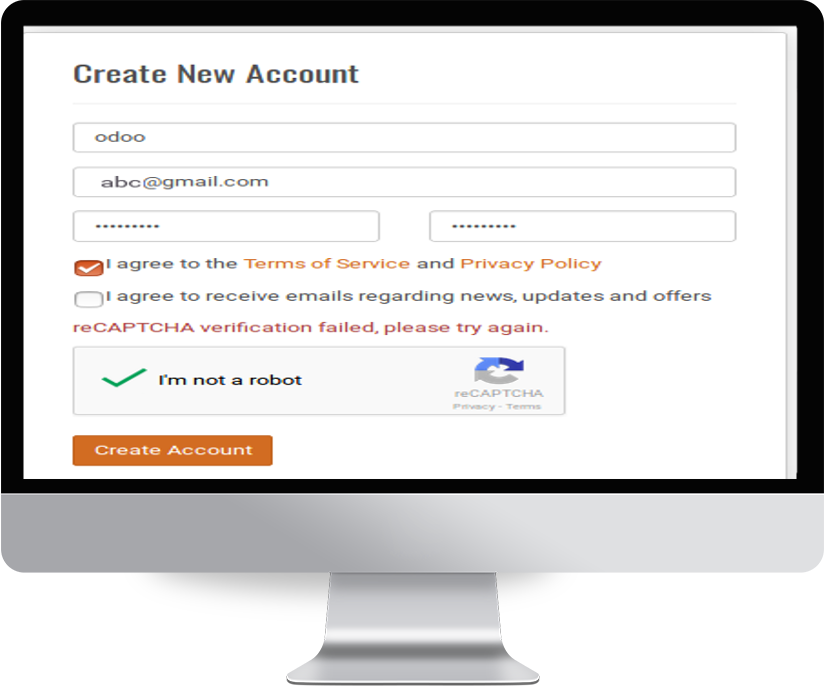 Create New Account
odoo
abc@gmail.com
••••••••• •••••••••
I agree to the Terms of Service and Privacy Policy
I agree to receive emails regarding news, updates and offers
reCAPTCHA verification failed, please try again.
I'm not a robot
reCAPTCHA
Privacy - Terms
Create Account